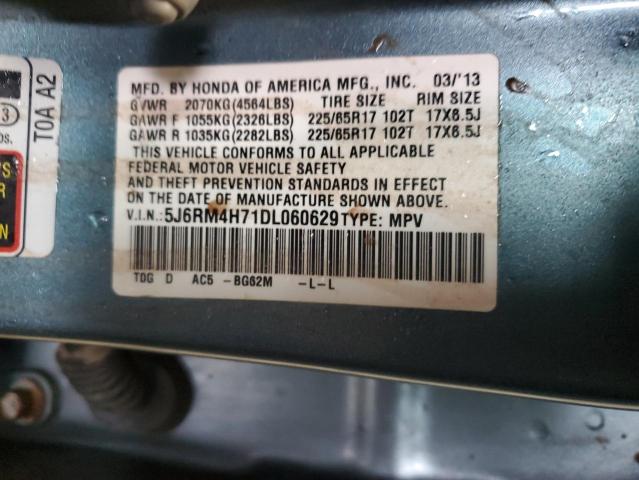 MFD. BY HONDA OF AMERICA MFG., INC. 03/'13
GVWR 2070KG(4564LBS) TIRE SIZE RIM SIZE
GAWR F 1055KG(2326LBS) 225/65R17 102T 17X6.5J
GAWR R 1035KG(2282LBS) 225/65R17 102T 17X6.5J
THIS VEHICLE CONFORMS TO ALL APPLICABLE
FEDERAL MOTOR VEHICLE SAFETY
AND THEFT PREVENTION STANDARDS IN EFFECT
ON THE DATE OF MANUFACTURE SHOWN ABOVE.
V.I.N.:5J6RM4H71DL060629 TYPE: MPV
TDG D AC5 -BG62M -L-L
T0A A2